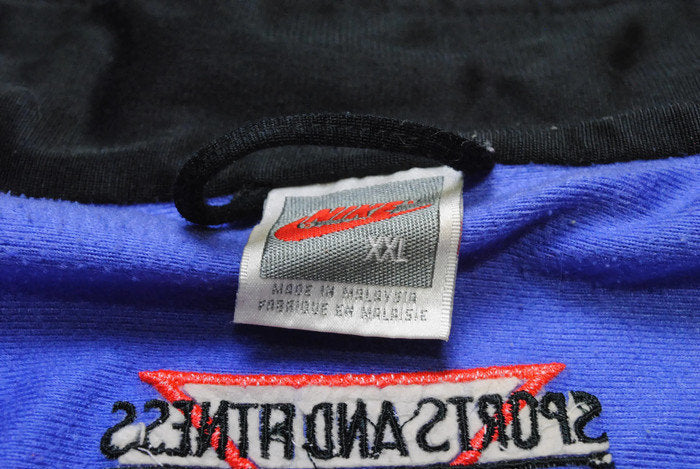 NIKE
XXL
MADE IN MALAYSIA
FABRIQUE EN MALAISIE
SPORTS AND FITNESS